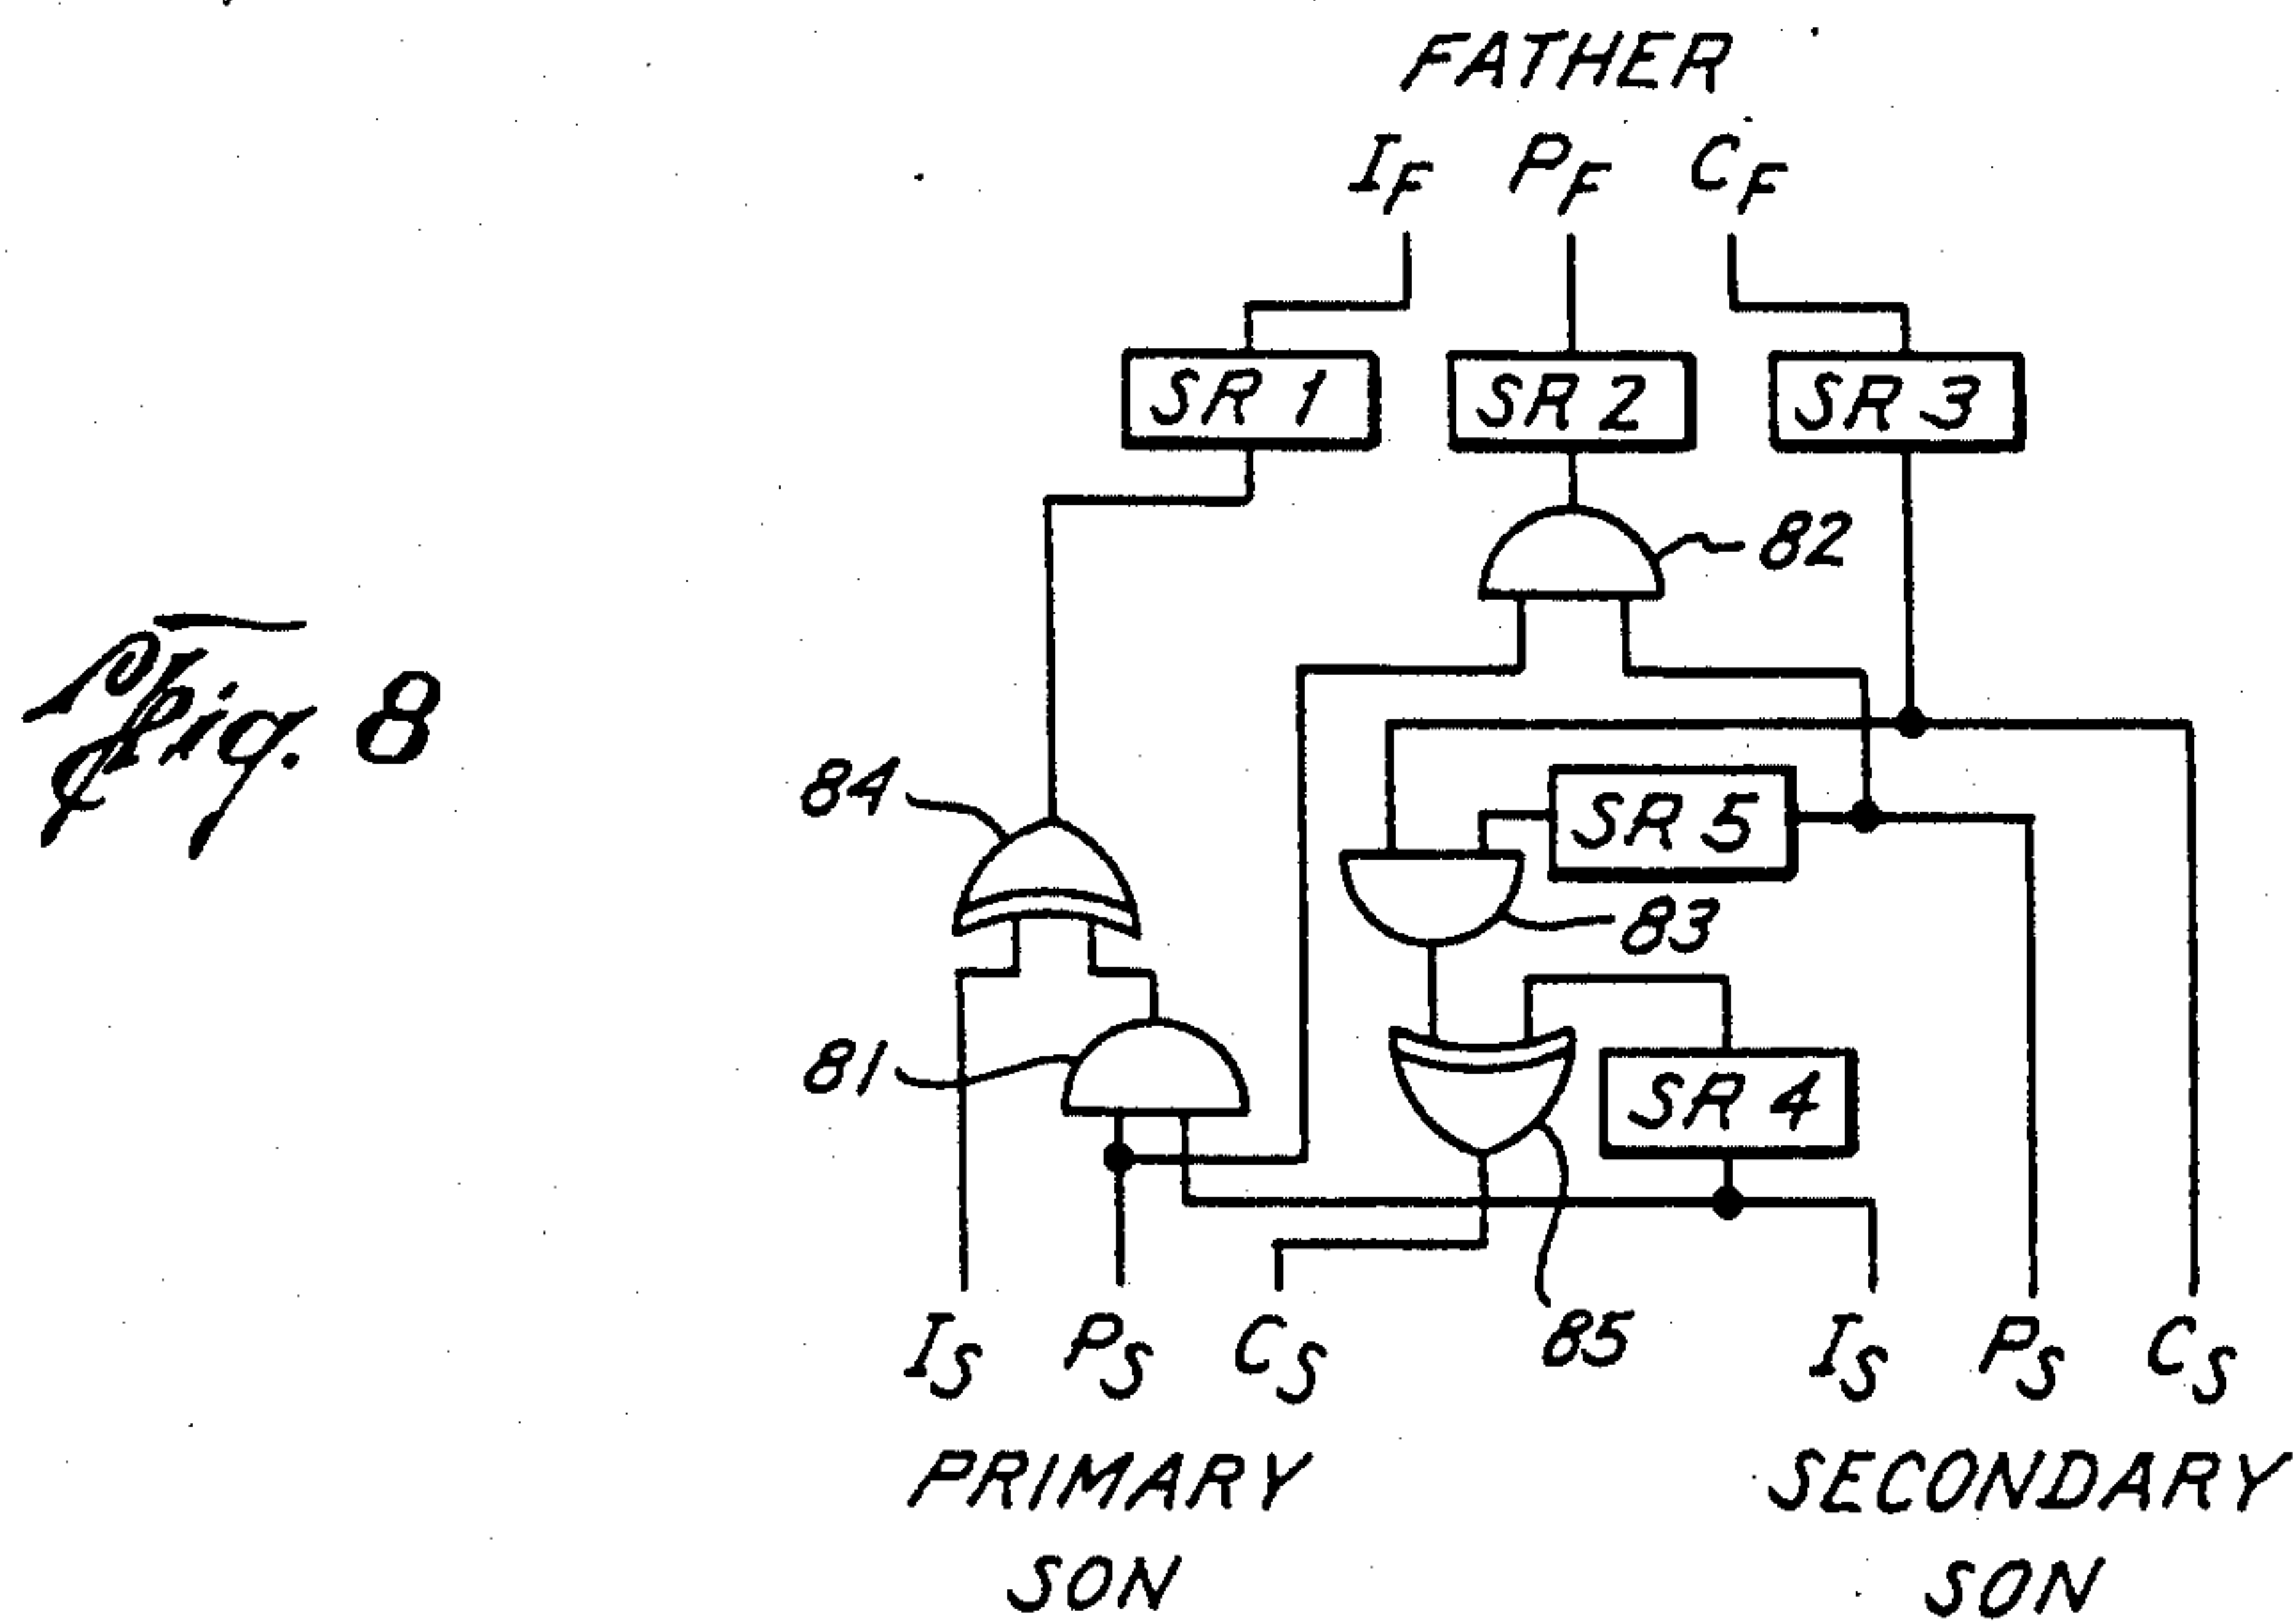 FATHER
IF PF CF
SR 1 SR 2 SR 3
82
Fig. 8
84
SR 5
83
81
SR 4
85
IS PS CS IS PS CS
PRIMARY SON
SECONDARY SON